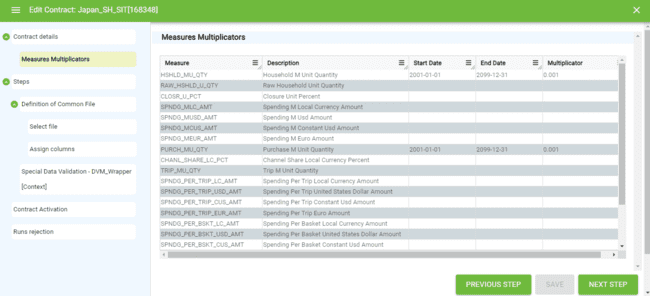 Edit Contract: Japan_SH_SIT[168348]
Contract details
Measures Multiplicators
Steps
Definition of Common File
Select file
Assign columns
Special Data Validation - DVM_Wrapper
[Context]
Contract Activation
Runs rejection
Measures Multiplicators
Measure Description Start Date End Date Multiplicator
HSHLD_MU_QTY Household M Unit Quantity 2001-01-01 2099-12-31 0.001
RAW_HSHLD_U_QTY Raw Household Unit Quantity
CLOSR_U_PCT Closure Unit Percent
SPNDG_MLC_AMT Spending M Local Currency Amount
SPNDG_MUSD_AMT Spending M Usd Amount
SPNDG_MCUS_AMT Spending M Constant Usd Amount
SPNDG_MEUR_AMT Spending M Euro Amount
PURCH_MU_QTY Purchase M Unit Quantity 2001-01-01 2099-12-31 0.001
CHANL_SHARE_LC_PCT Channel Share Local Currency Percent
TRIP_MU_QTY Trip M Unit Quantity
SPNDG_PER_TRIP_LC_AMT Spending Per Trip Local Currency Amount
SPNDG_PER_TRIP_USD_AMT Spending Per Trip United States Dollar Amount
SPNDG_PER_TRIP_CUS_AMT Spending Per Trip Constant Usd Amount
SPNDG_PER_TRIP_EUR_AMT Spending Per Trip Euro Amount
SPNDG_PER_BSKT_LC_AMT Spending Per Basket Local Currency Amount
SPNDG_PER_BSKT_USD_AMT Spending Per Basket United States Dollar Amount
SPNDG_PER_BSKT_CUS_AMT Spending Per Basket Constant Usd Amount
PREVIOUS STEP SAVE NEXT STEP